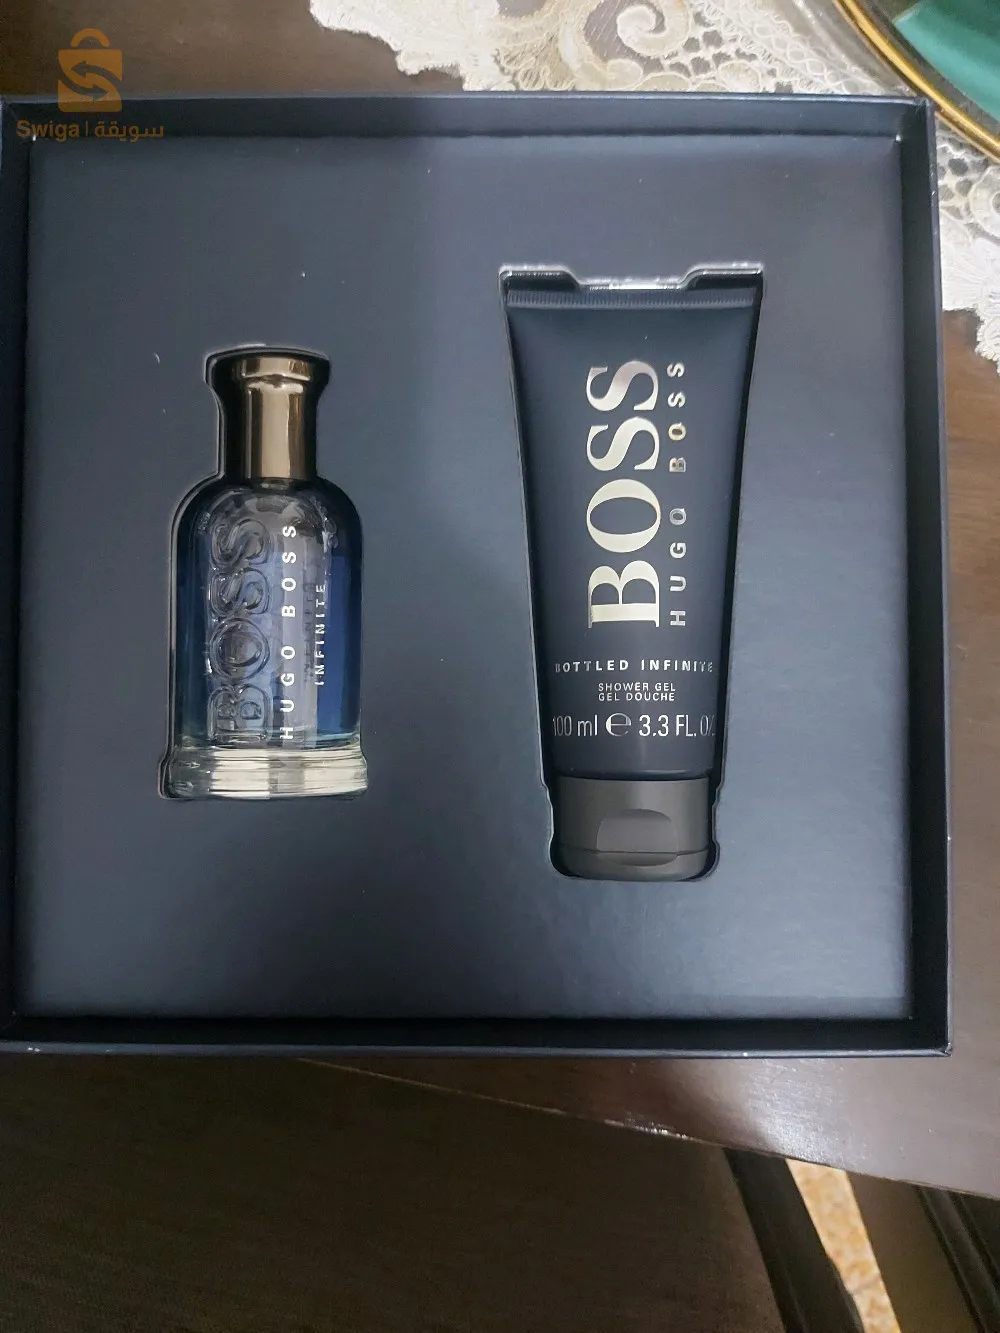 Swiga | سويقة
BOSS
HUGO BOSS
INFINITE
BOSS
HUGO BOSS
BOTTLED INFINITE
SHOWER GEL
GEL DOUCHE
100 ml ℮ 3.3 FL. OZ